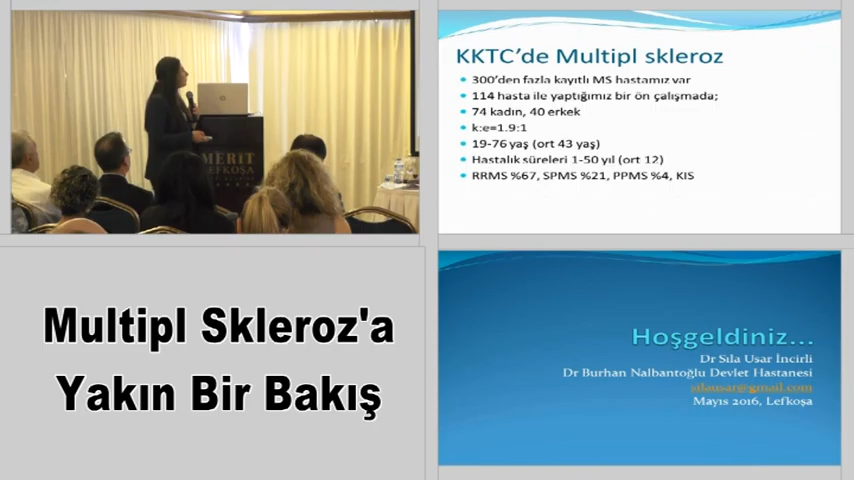 MERIT
LEFKOŞA
KKTC’de Multipl skleroz
300’den fazla kayıtlı MS hastamız var
114 hasta ile yaptığımız bir ön çalışmada;
74 kadın, 40 erkek
k:e=1.9:1
19-76 yaş (ort 43 yaş)
Hastalık süreleri 1-50 yıl (ort 12)
RRMS %67, SPMS %21, PPMS %4, KIS
Multipl Skleroz'a
Yakın Bir Bakış
Hoşgeldiniz...
Dr Sıla Usar İncirli
Dr Burhan Nalbantoğlu Devlet Hastanesi
silausar@gmail.com
Mayıs 2016, Lefkoşa